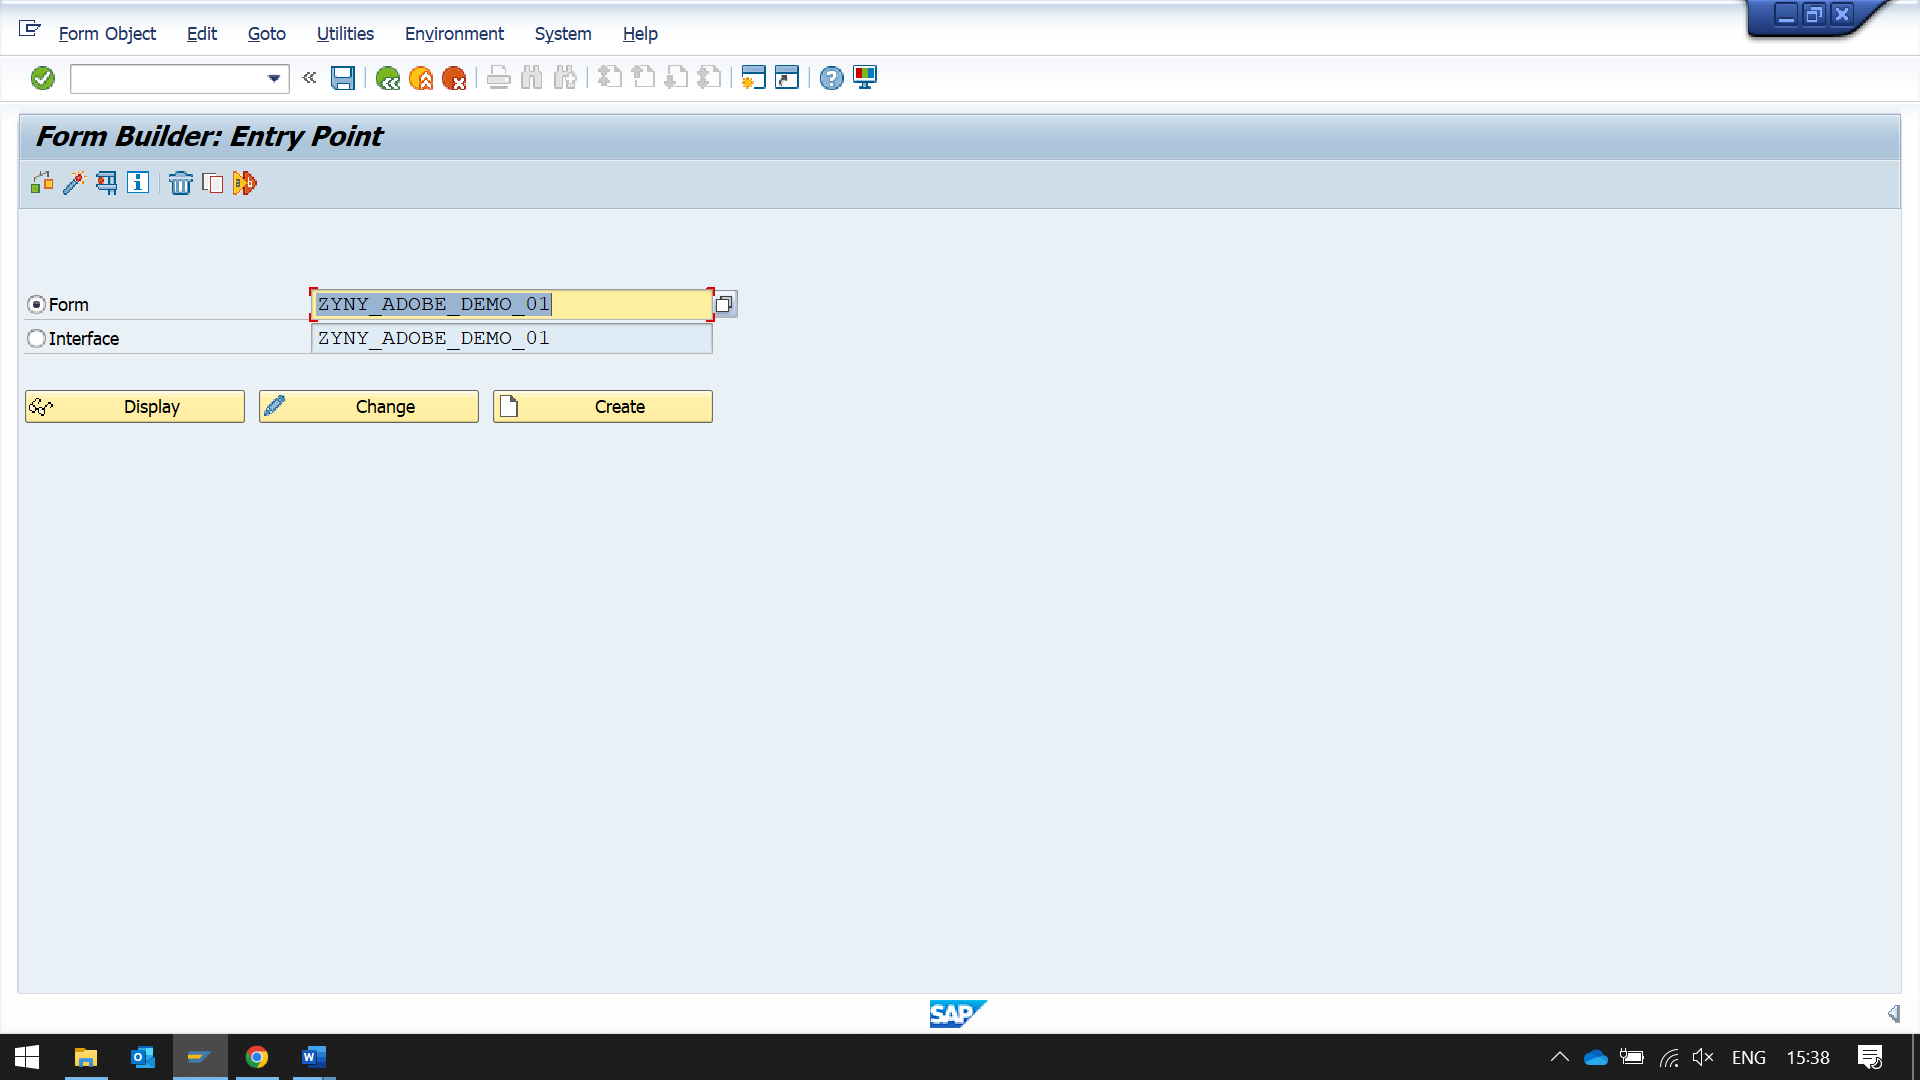 Form Object Edit Goto Utilities Environment System Help
Form Builder: Entry Point
Form ZYNY_ADOBE_DEMO_01
Interface ZYNY_ADOBE_DEMO_01
Display Change Create
SAP
ENG 15:38